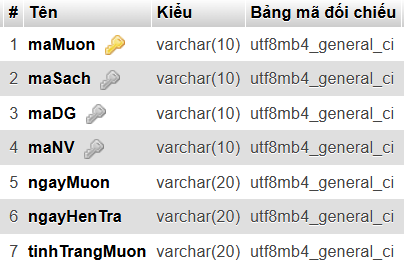 # Tên Kiểu Bảng mã đối chiếu
1 maMuon varchar(10) utf8mb4_general_ci
2 maSach varchar(10) utf8mb4_general_ci
3 maDG varchar(10) utf8mb4_general_ci
4 maNV varchar(10) utf8mb4_general_ci
5 ngayMuon varchar(20) utf8mb4_general_ci
6 ngayHenTra varchar(20) utf8mb4_general_ci
7 tinhTrangMuon varchar(20) utf8mb4_general_ci